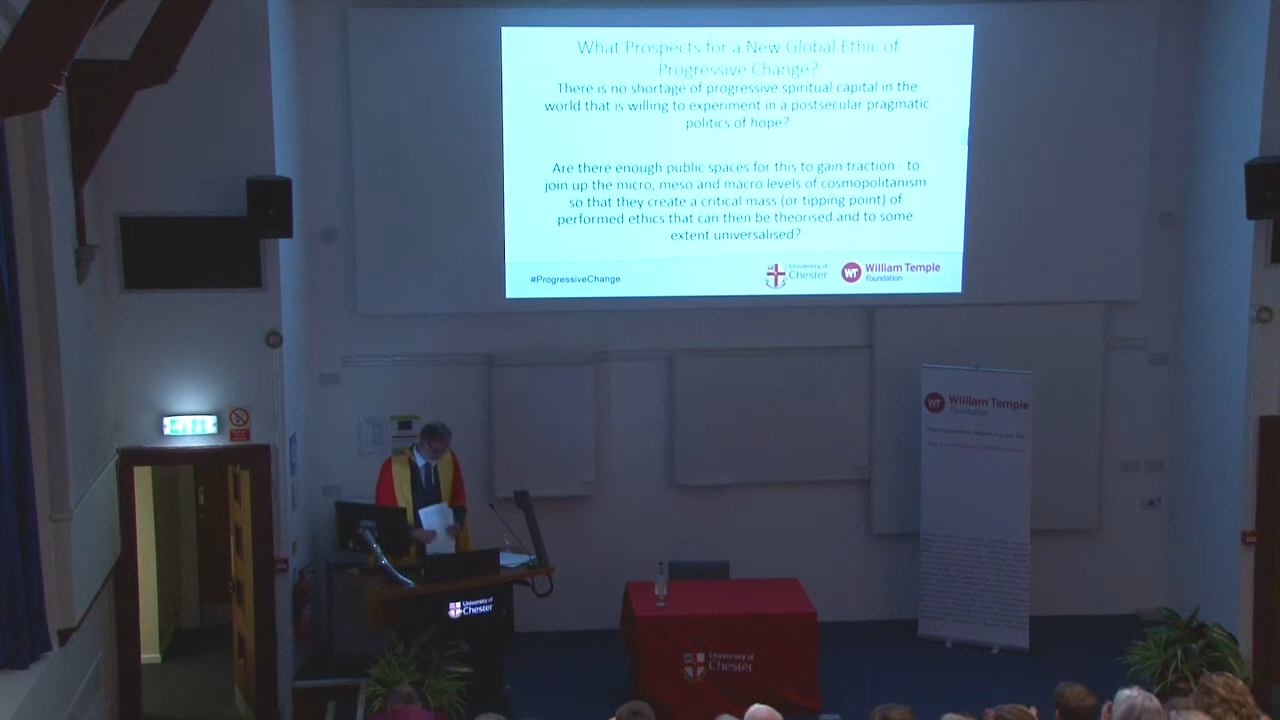 What Prospects for a New Global Ethic of
Progressive Change?
There is no shortage of progressive spiritual capital in the
world that is willing to experiment in a postsecular pragmatic
politics of hope?
Are there enough public spaces for this to gain traction - to
join up the micro, meso and macro levels of cosmopolitanism
so that they create a critical mass (or tipping point) of
performed ethics that can then be theorised and to some
extent universalised?
#ProgressiveChange
University of
Chester
WT William Temple
Foundation
WT William Temple
Foundation
University of
Chester
University of
Chester